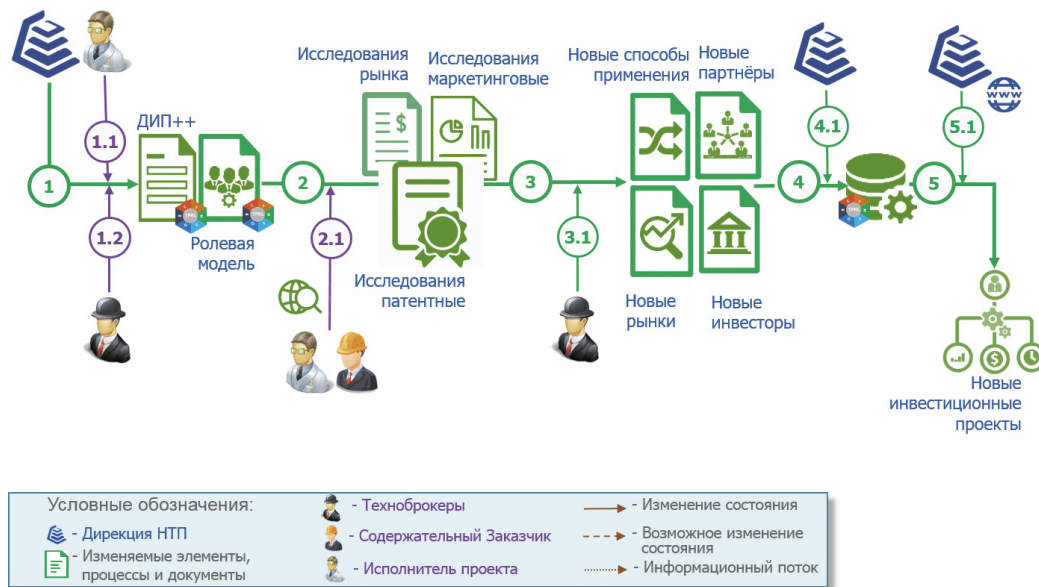 Исследования
рынка
Исследования
маркетинговые
Новые способы
применения
Новые
партнёры
WWW
1.1
ДИП++
$
4.1
5.1
1
2
3
4
5
1.2
Ролевая
модель
2.1
Исследования
патентные
3.1
Новые
рынки
Новые
инвесторы
$
Новые
инвестиционные
проекты
Условные обозначения:
- Дирекция НТП
- Изменяемые элементы,
процессы и документы
- Техноброкеры
- Содержательный Заказчик
- Исполнитель проекта
- Изменение состояния
- Возможное изменение
состояния
- Информационный поток